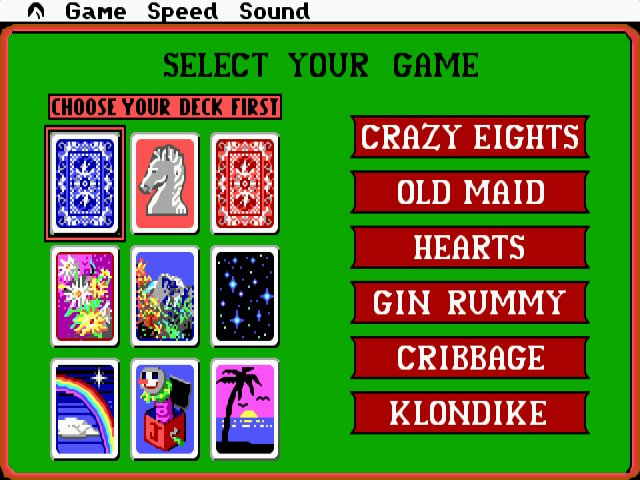 Game Speed Sound
SELECT YOUR GAME
CHOOSE YOUR DECK FIRST
CRAZY EIGHTS
OLD MAID
HEARTS
GIN RUMMY
CRIBBAGE
KLONDIKE
J